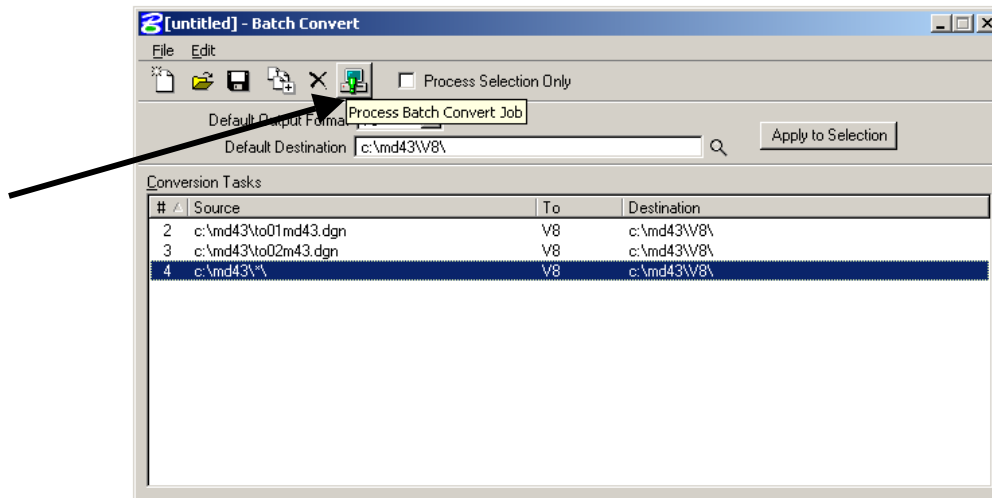 [untitled] - Batch Convert
File Edit
Process Selection Only
Process Batch Convert Job
Default Output Format
Apply to Selection
Default Destination c:\md43\V8\
Conversion Tasks
# Source To Destination
2 c:\md43\to01md43.dgn V8 c:\md43\V8\
3 c:\md43\to02m43.dgn V8 c:\md43\V8\
4 c:\md43\*\ V8 c:\md43\V8\